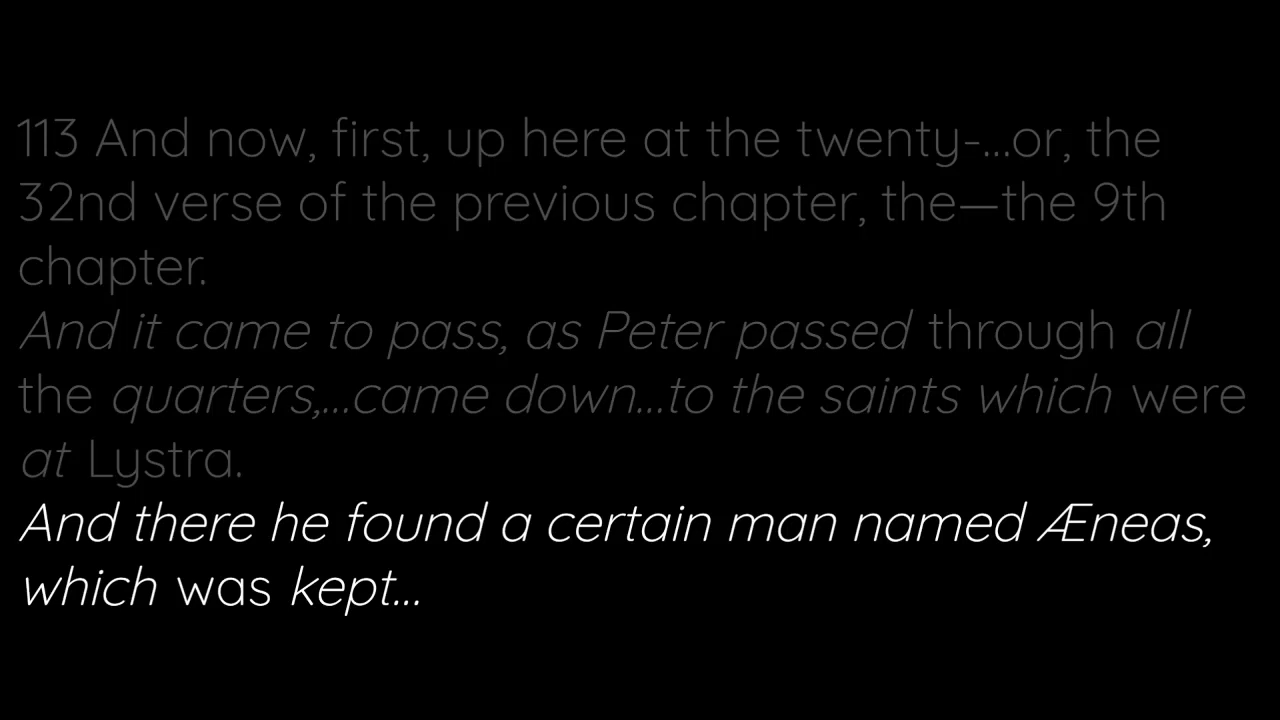 113 And now, first, up here at the twenty-...or, the
32nd verse of the previous chapter, the—the 9th
chapter.
And it came to pass, as Peter passed through all
the quarters,...came down...to the saints which were
at Lystra.
And there he found a certain man named Æneas,
which was kept...